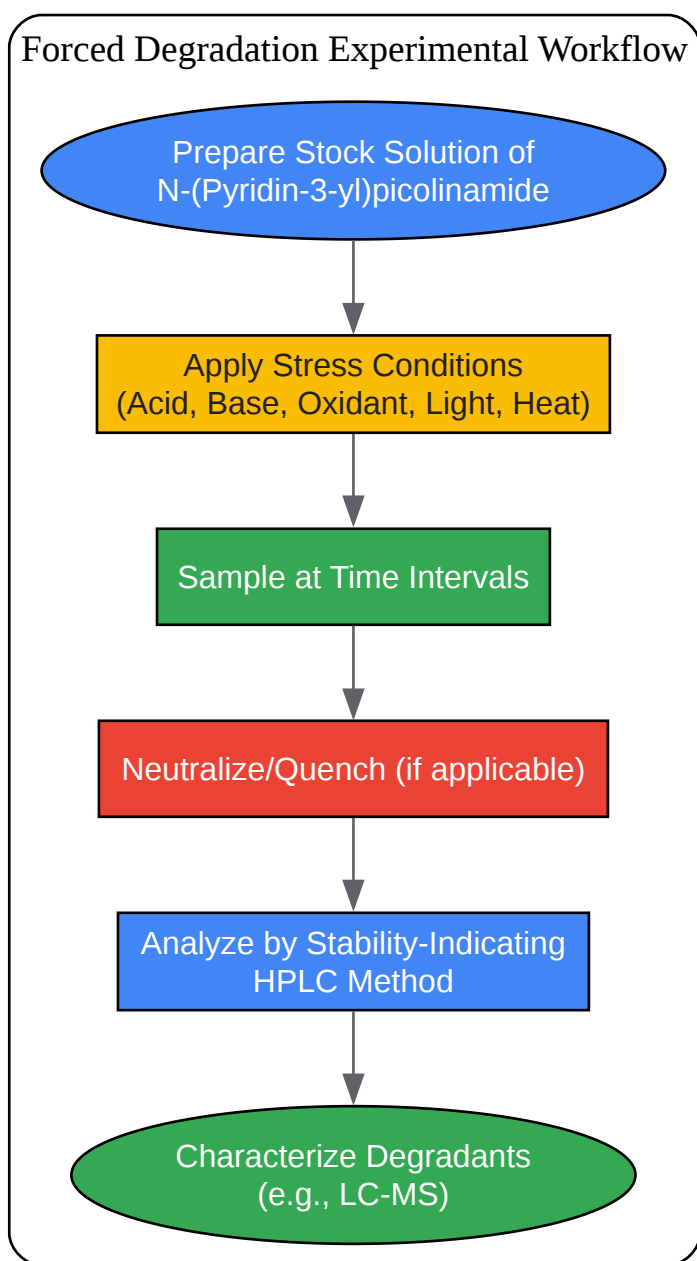 Forced Degradation Experimental Workflow
Prepare Stock Solution of
N-(Pyridin-3-yl)picolinamide
Apply Stress Conditions
(Acid, Base, Oxidant, Light, Heat)
Sample at Time Intervals
Neutralize/Quench (if applicable)
Analyze by Stability-Indicating
HPLC Method
Characterize Degradants
(e.g., LC-MS)